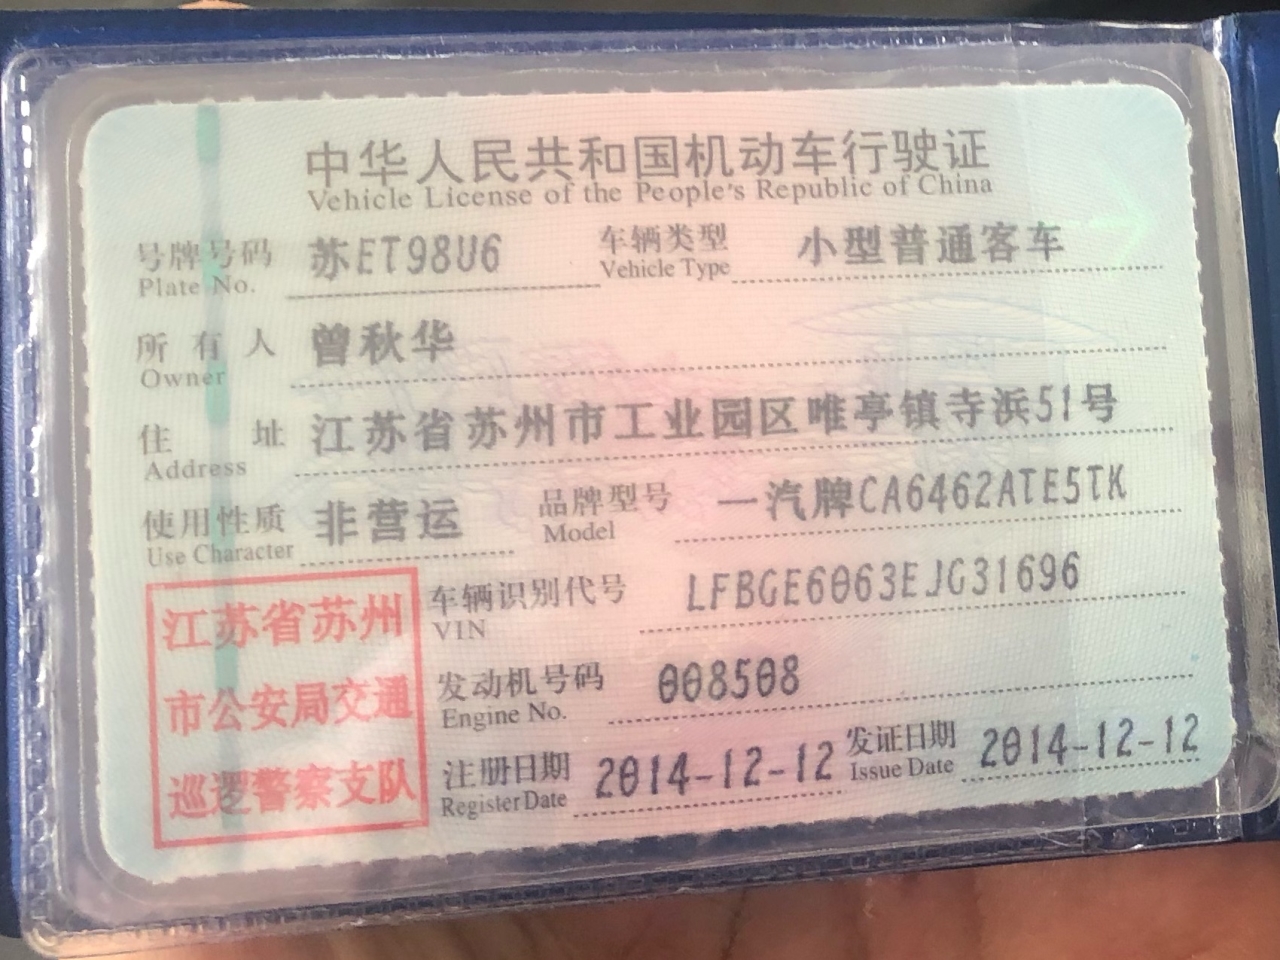 中华人民共和国机动车行驶证
Vehicle License of the People's Republic of China
号牌号码 苏ET98U6 车辆类型 小型普通客车
Plate No. Vehicle Type
所有人 曾秋华
Owner
住址 江苏省苏州市工业园区唯亭镇寺浜51号
Address
使用性质 非营运 品牌型号 一汽牌CA6462ATE5TK
Use Character Model
江苏省苏州
市公安局交通
巡逻警察支队
车辆识别代号 LFBGE6063EJG31696
VIN
发动机号码 008508
Engine No.
注册日期 2014-12-12 发证日期 2014-12-12
Register Date Issue Date